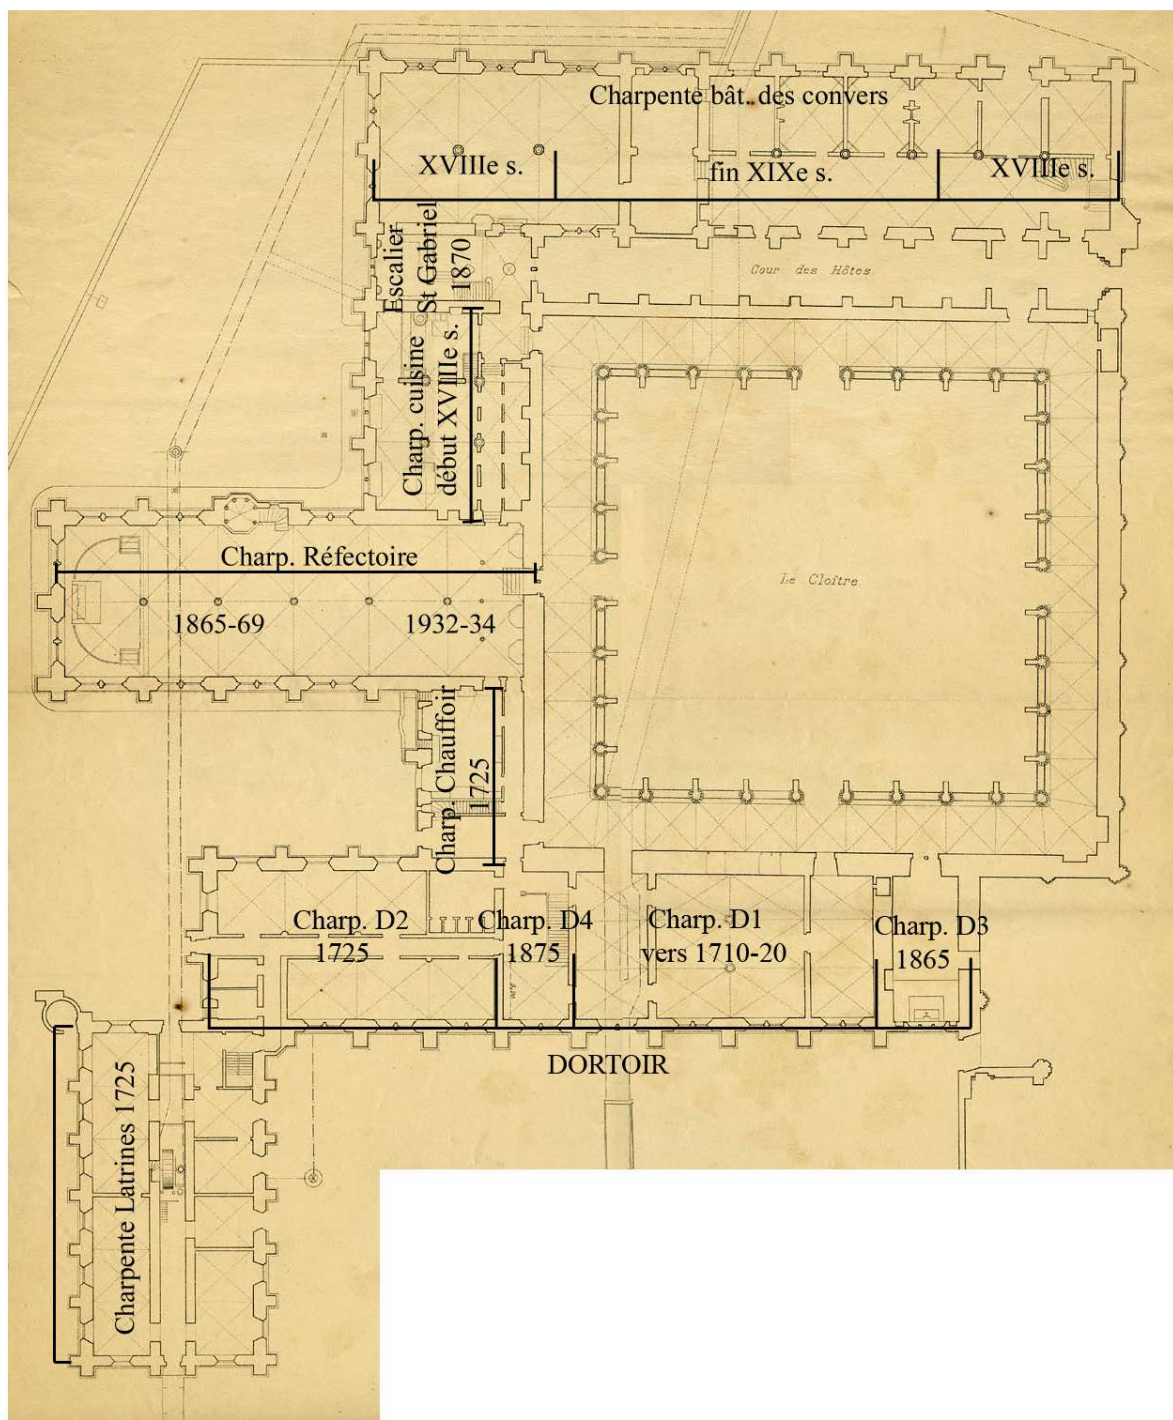 Charpente bât. des convers
XVIIIe s.
fin XIXe s.
XVIIIe s.
Escalier
St Gabriel
1870
Cour des Hôtes
Charp. cuisine
début XVIIIe s.
Charp. Réfectoire
1865-69
1932-34
Le Cloître
Charp. Chauffoir
1725
Charp. D2
1725
Charp. D4
1875
Charp. D1
vers 1710-20
Charp. D3
1865
DORTOIR
Charpente Latrines 1725